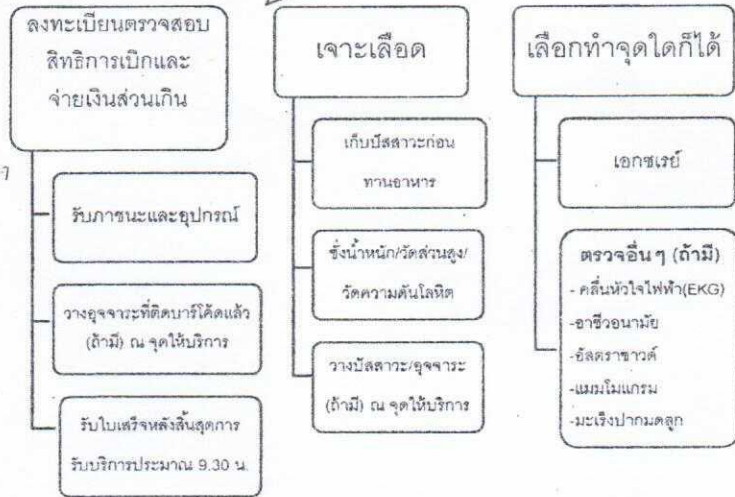 ลงทะเบียนตรวจสอบ
สิทธิการเบิกและ
จ่ายเงินส่วนเกิน
รับภาชนะและอุปกรณ์
วางอุจจาระที่ติดบาร์โค้ดแล้ว
(ถ้ามี) ณ จุดให้บริการ
รับใบเสร็จหลังสิ้นสุดการ
รับบริการประมาณ 9.30 น.
เจาะเลือด
เก็บปัสสาวะก่อน
ทานอาหาร
ชั่งน้ำหนัก/วัดส่วนสูง/
วัดความดันโลหิต
วางปัสสาวะ/อุจจาระ
(ถ้ามี) ณ จุดให้บริการ
เลือกทำจุดใดก็ได้
เอกซเรย์
ตรวจอื่นๆ (ถ้ามี)
- คลื่นหัวใจไฟฟ้า(EKG)
-อาชีวอนามัย
-อัลตราซาวด์
-แมมโมแกรม
-มะเร็งปากมดลูก